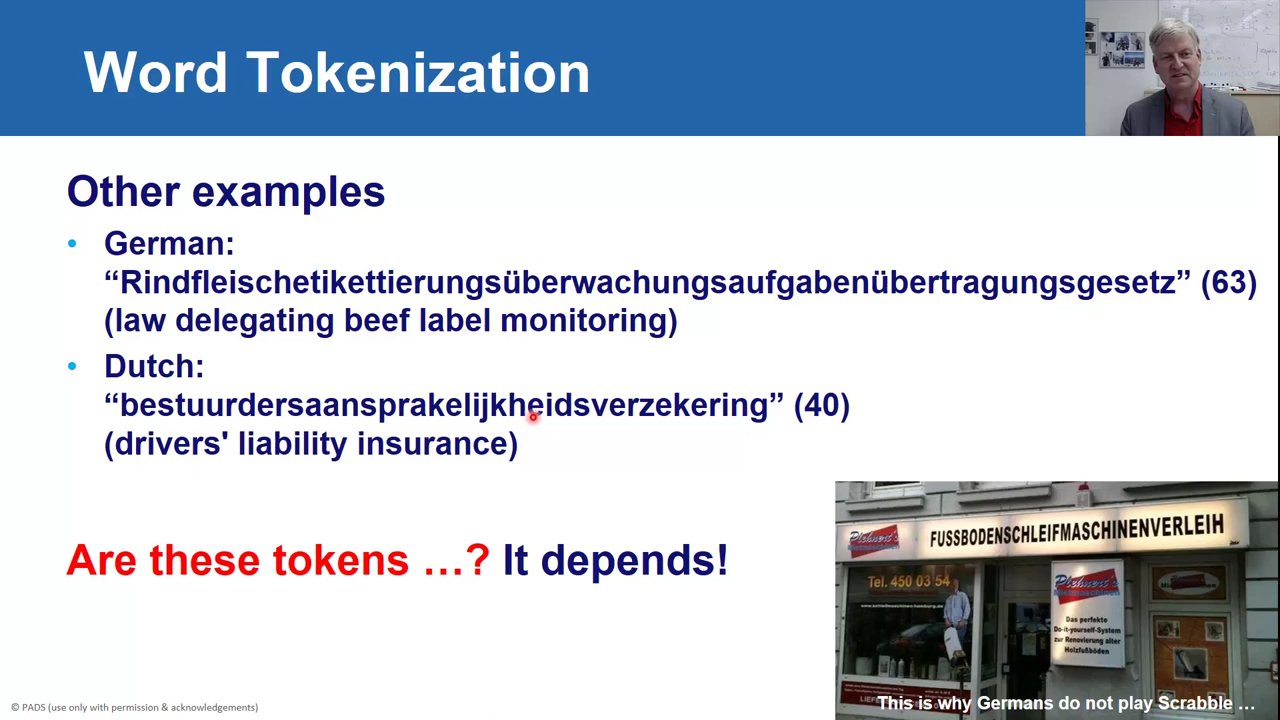 Word Tokenization
Other examples
• German:
“Rindfleischetikettierungsüberwachungsaufgabenübertragungsgesetz” (63)
(law delegating beef label monitoring)
• Dutch:
“bestuurdersaansprakelijkheidsverzekering” (40)
(drivers' liability insurance)
Are these tokens …? It depends!
Plehnert's
FUSSBODENSCHLEIFMASCHINENVERLEIH
Tel. 450 03 54
Plehnert's
Das perfekte
Do-it-yourself-System
zur Renovierung alter
Holzfußböden
This is why Germans do not play Scrabble …
© PADS (use only with permission & acknowledgements)